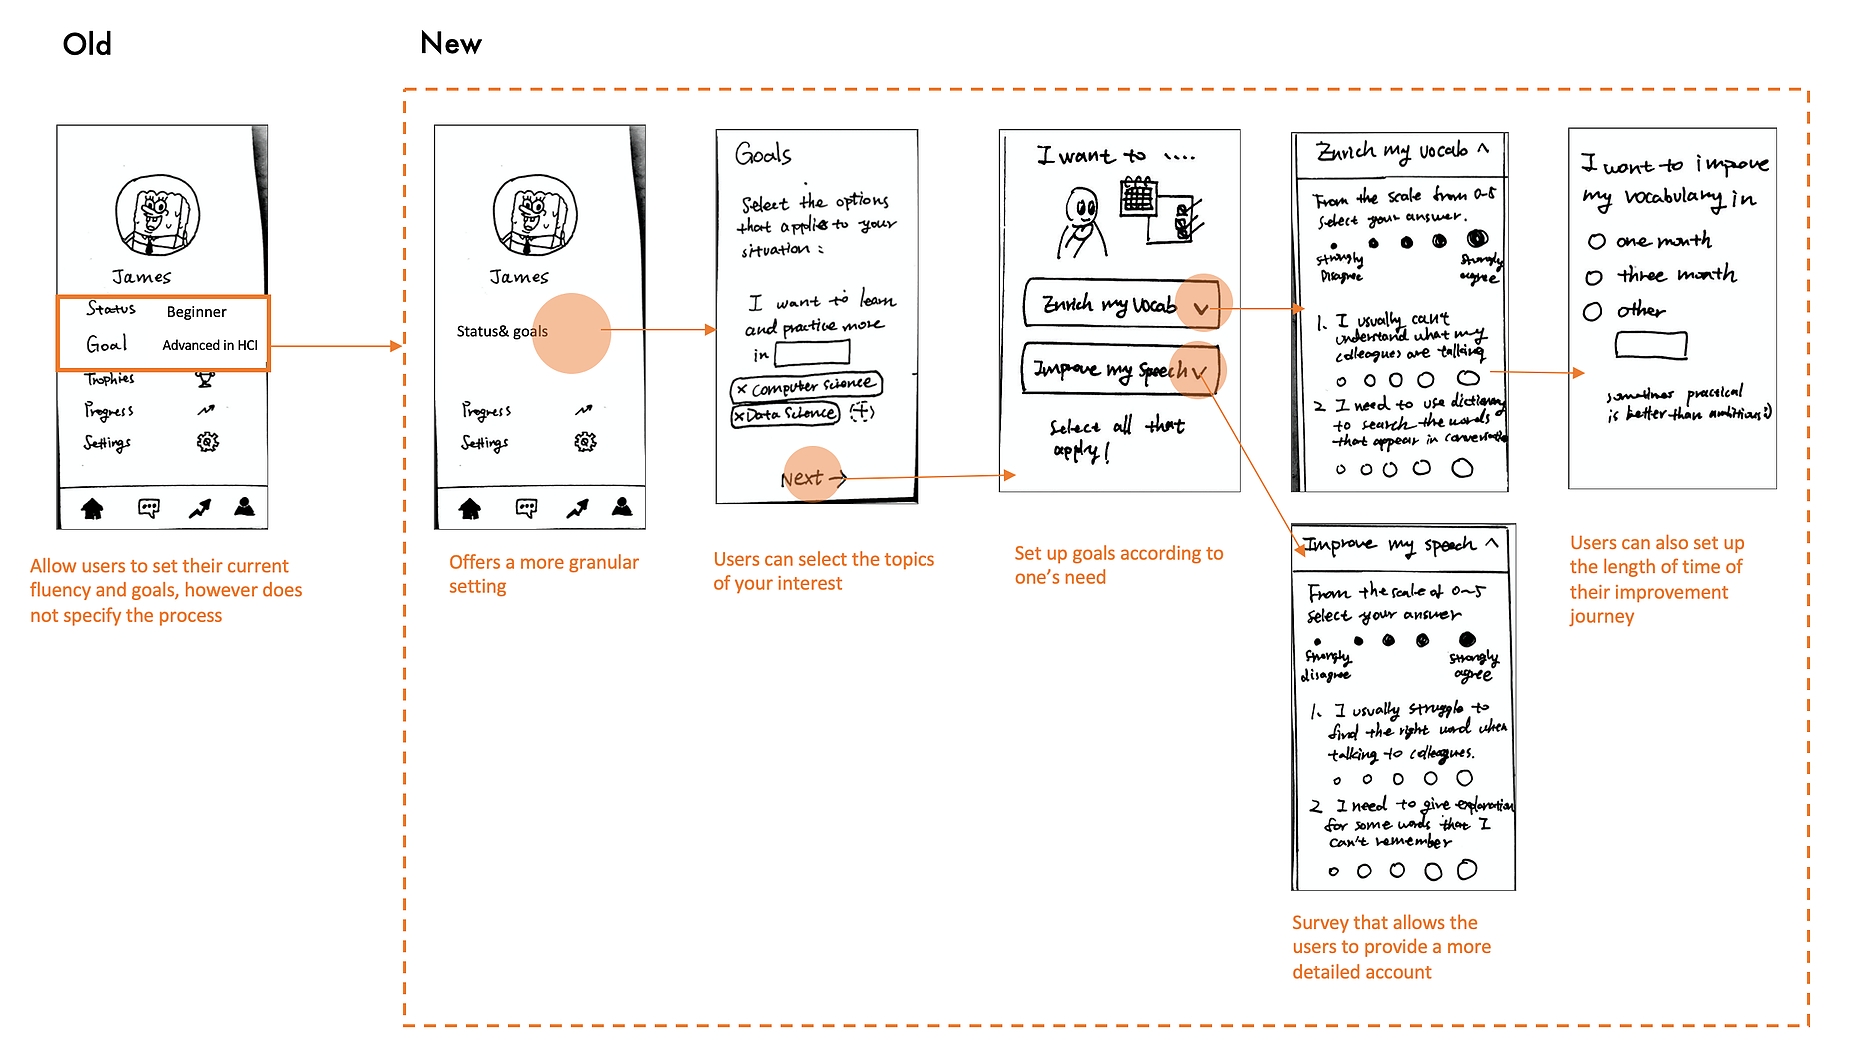 Old
New
James
Status Beginner
Goal Advanced in HCI
Trophies
Progress
Settings
Allow users to set their current
fluency and goals, however does
not specify the process
James
Status& goals
Progress
Settings
Offers a more granular
setting
Goals
Select the options
that applies to your
situation :
I want to learn
and practice more
in
× Computer Science
× Data Science
Next →
Users can select the topics
of your interest
I want to ....
Enrich my Vocab
Improve my Speech
Select all that
apply!
Set up goals according to
one's need
Enrich my vocab
From the scale from 0-5
Select your answer.
Strongly
Disagree
Strongly
agree
1. I usually can't
understand what my
colleagues are talking
2 I need to use dictionary
to search the words
that appear in conversation
Improve my speech
From the scale of 0~5
select your answer
Strongly
disagree
Strongly
agree
1. I usually struggle to
find the right word when
talking to colleagues.
2 I need to give explanation
for some words that I
can't remember
Survey that allows the
users to provide a more
detailed account
I want to improve
my vocabulary in
one month
three month
other
sometimes practical
is better than ambitious :)
Users can also set up
the length of time of
their improvement
journey